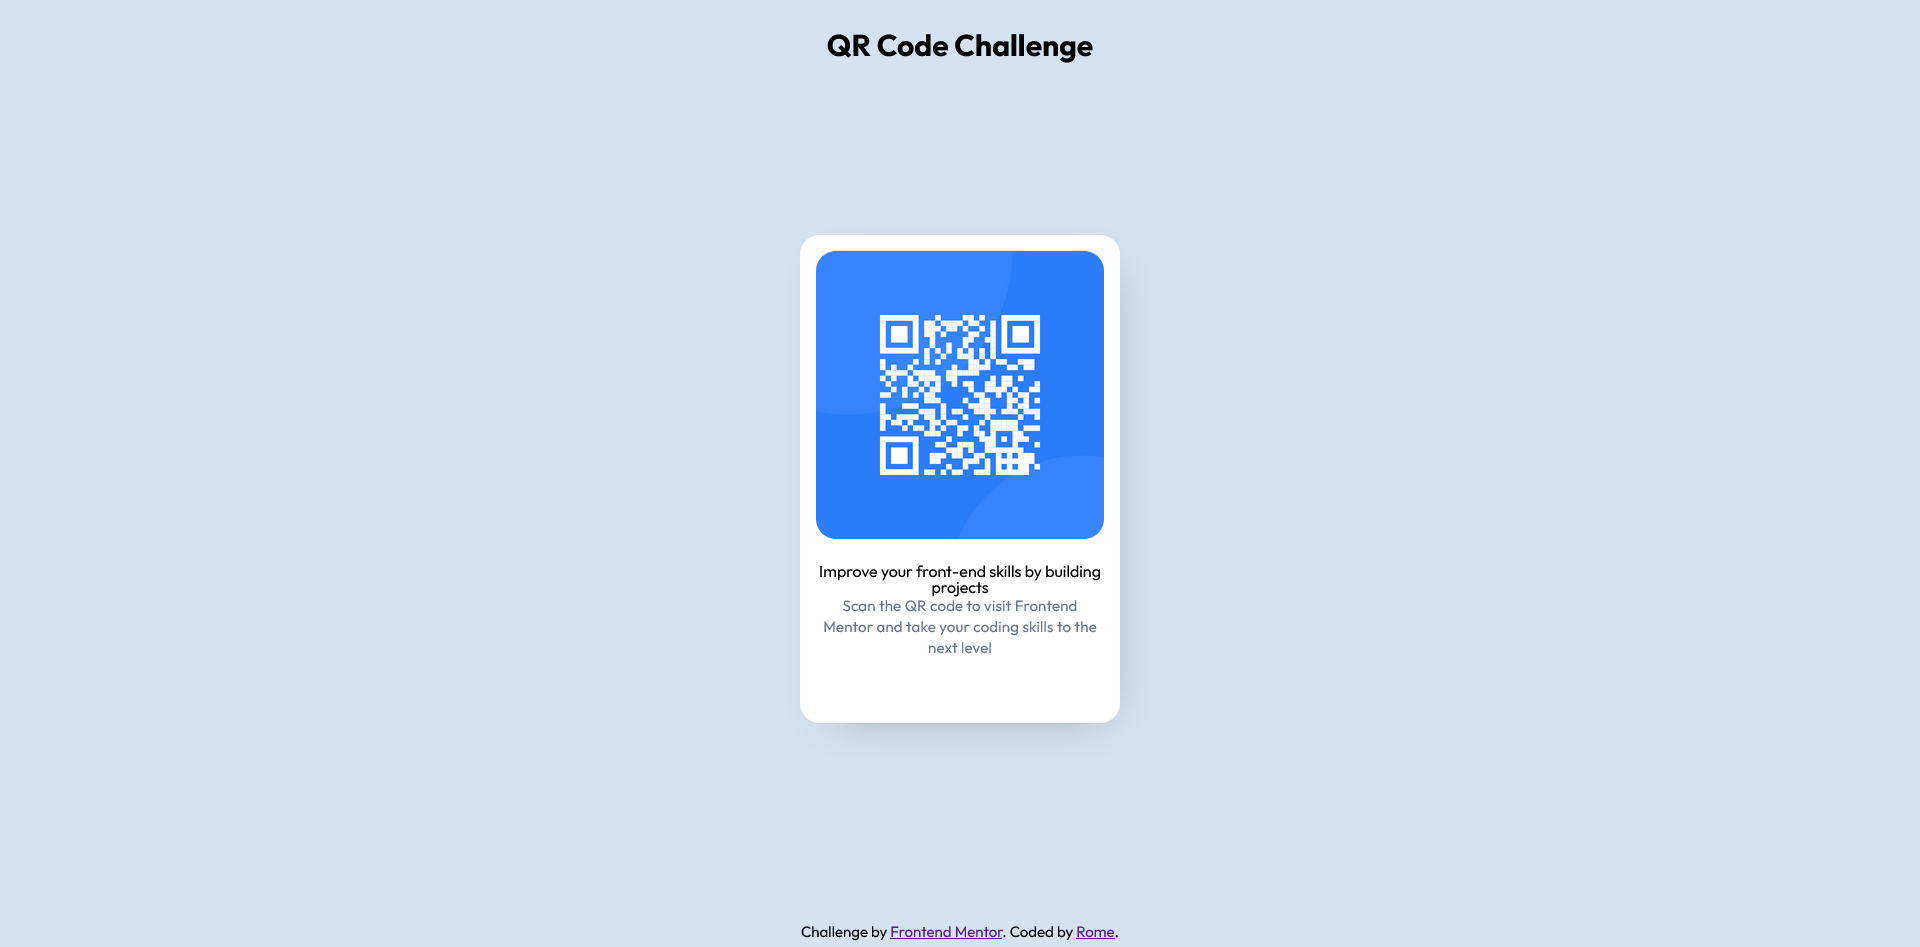 QR Code Challenge
Improve your front-end skills by building
projects
Scan the QR code to visit Frontend
Mentor and take your coding skills to the
next level
Challenge by Frontend Mentor. Coded by Rome.